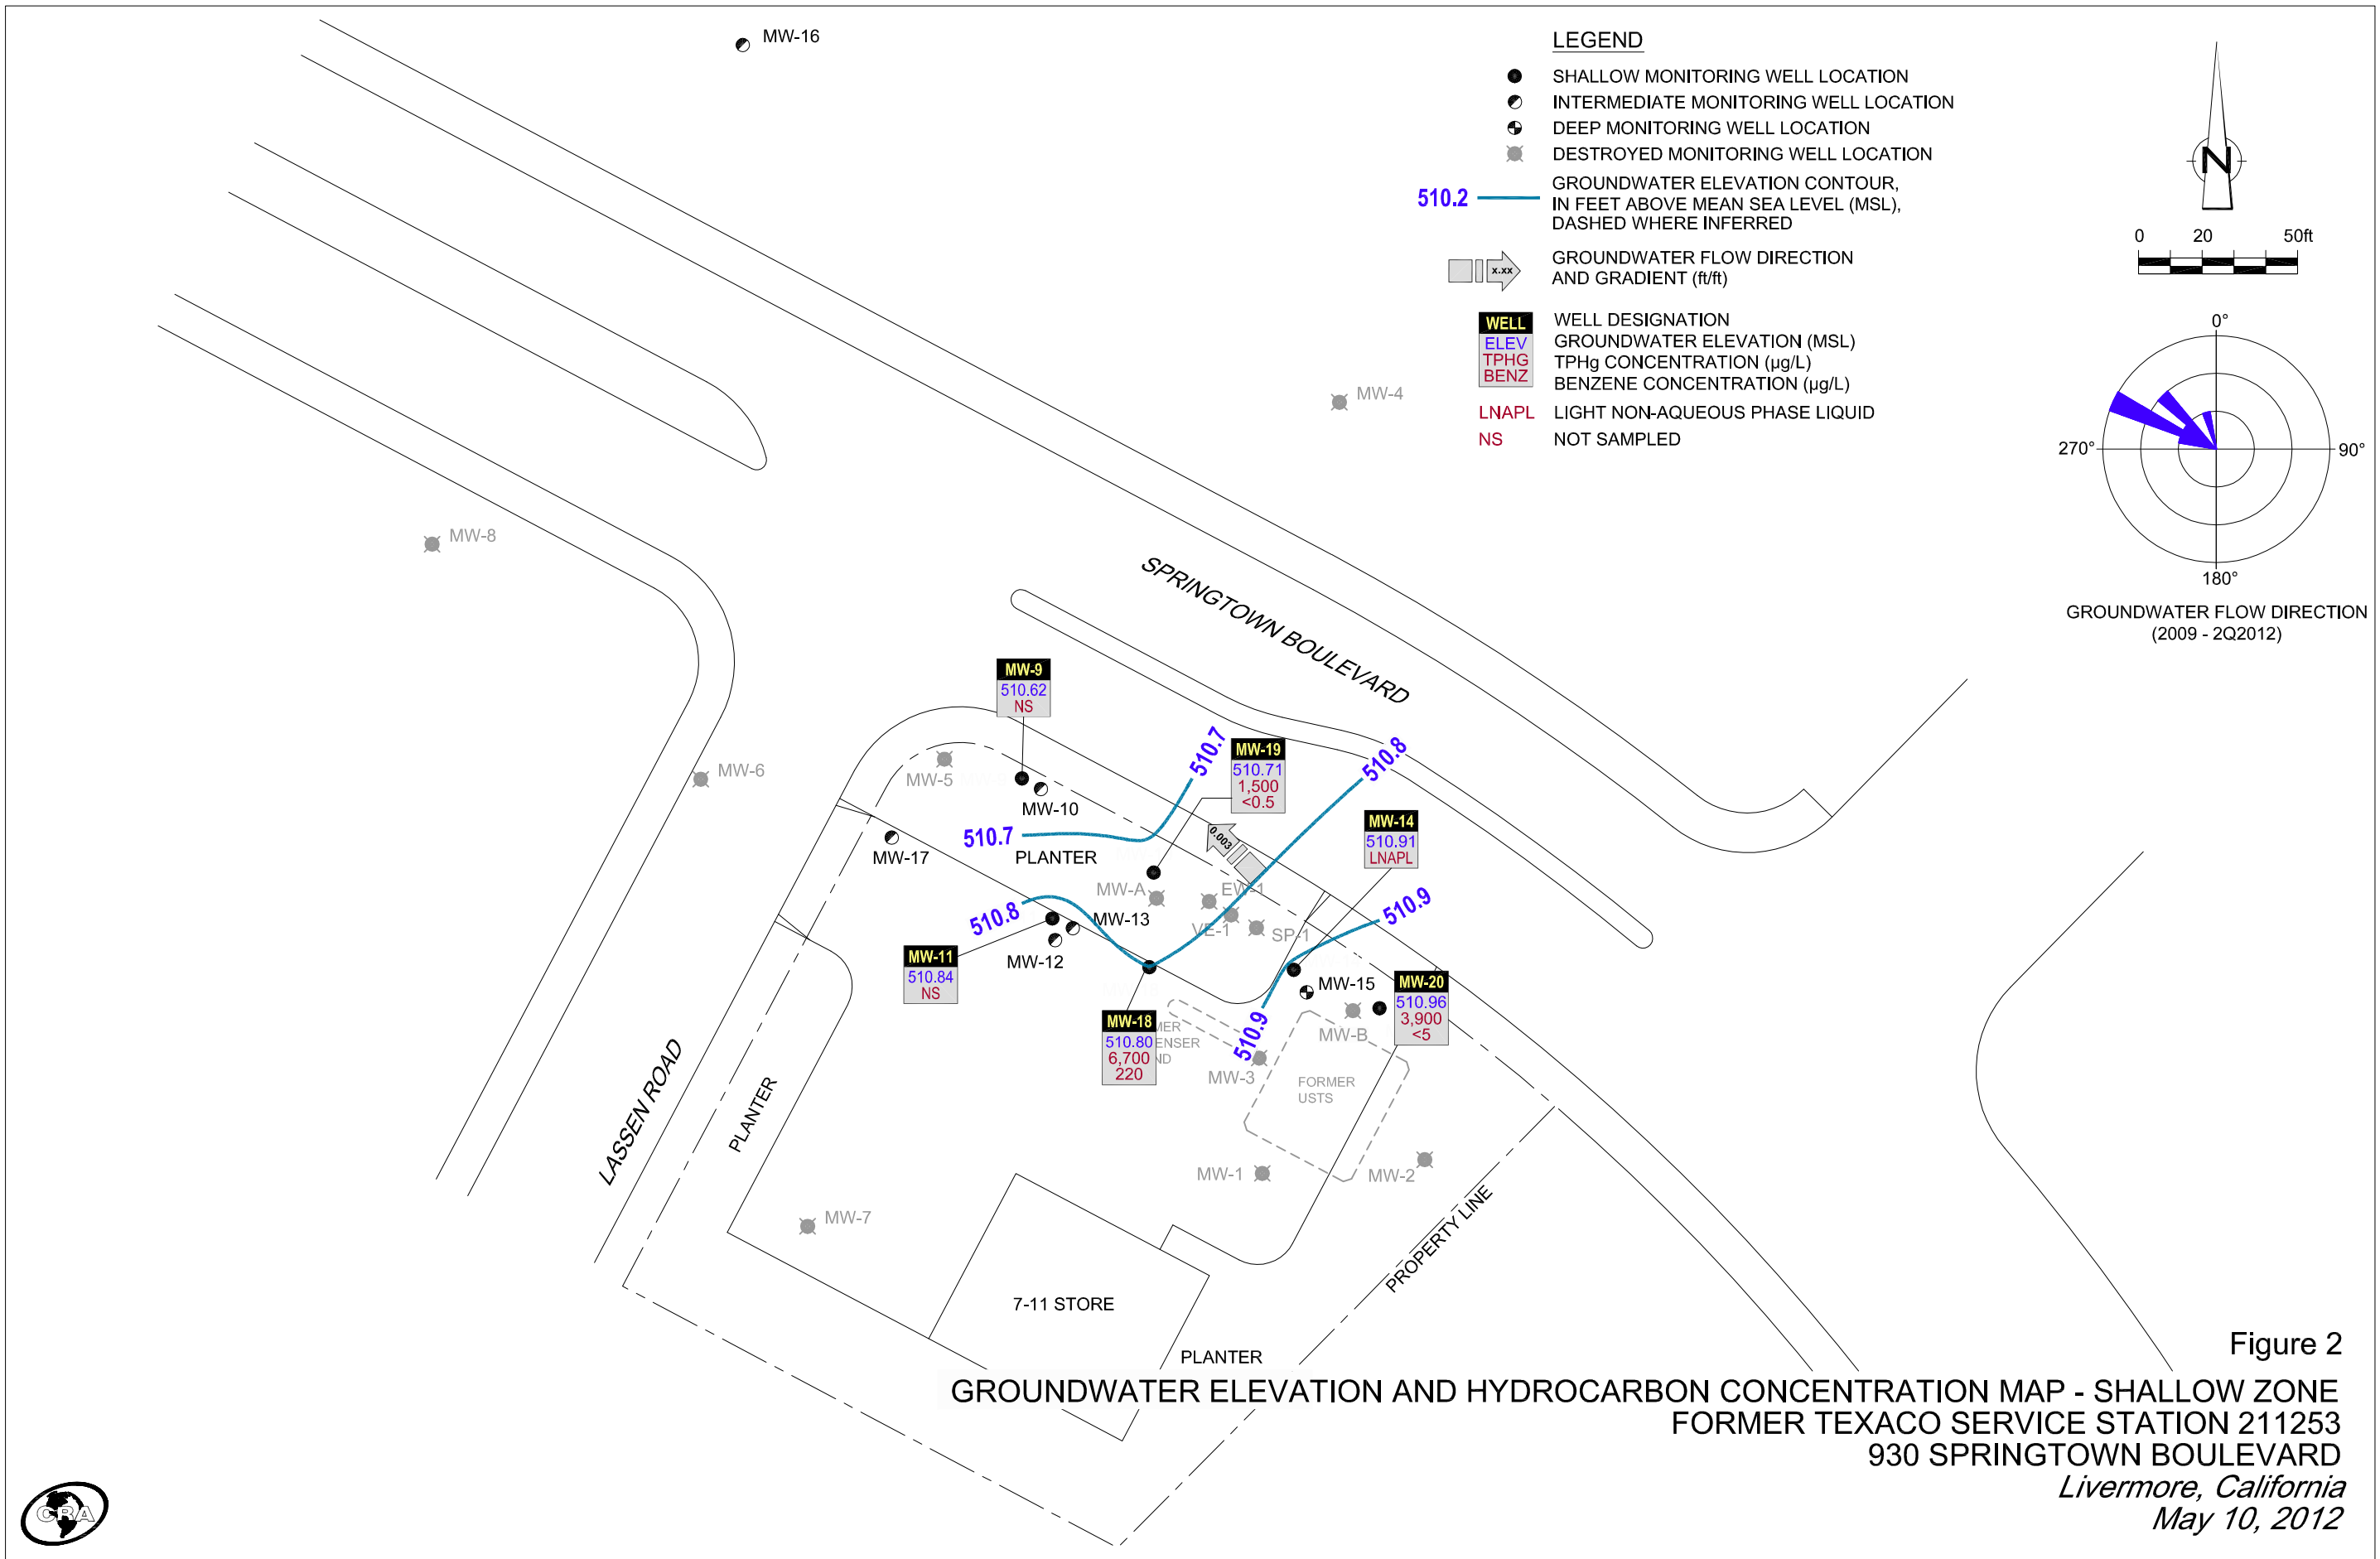 MW-16
LEGEND
SHALLOW MONITORING WELL LOCATION
INTERMEDIATE MONITORING WELL LOCATION
DEEP MONITORING WELL LOCATION
DESTROYED MONITORING WELL LOCATION
510.2
GROUNDWATER ELEVATION CONTOUR,
IN FEET ABOVE MEAN SEA LEVEL (MSL),
DASHED WHERE INFERRED
x.xx
GROUNDWATER FLOW DIRECTION
AND GRADIENT (ft/ft)
WELL
ELEV
TPHG
BENZ
WELL DESIGNATION
GROUNDWATER ELEVATION (MSL)
TPHg CONCENTRATION (µg/L)
BENZENE CONCENTRATION (µg/L)
LNAPL LIGHT NON-AQUEOUS PHASE LIQUID
NS NOT SAMPLED
N
0 20 50ft
0°
270°
90°
180°
GROUNDWATER FLOW DIRECTION
(2009 - 2Q2012)
MW-4
MW-8
SPRINGTOWN BOULEVARD
MW-9
510.62
NS
MW-6
MW-5
MW-10
510.7
510.7
MW-19
510.71
1,500
<0.5
510.8
MW-17
PLANTER
0.003
MW-14
510.91
LNAPL
MW-A
EW-1
VE-1
SP-1
510.9
510.8
MW-13
MW-12
MW-11
510.84
NS
MW-15
MW-20
510.96
3,900
<5
MW-18
510.80
6,700
220
MER
ENSER
ND
510.9
MW-B
MW-3
FORMER
USTS
LASSEN ROAD
PLANTER
MW-1
MW-2
MW-7
PROPERTY LINE
7-11 STORE
PLANTER
Figure 2
GROUNDWATER ELEVATION AND HYDROCARBON CONCENTRATION MAP - SHALLOW ZONE
FORMER TEXACO SERVICE STATION 211253
930 SPRINGTOWN BOULEVARD
Livermore, California
May 10, 2012
CRA